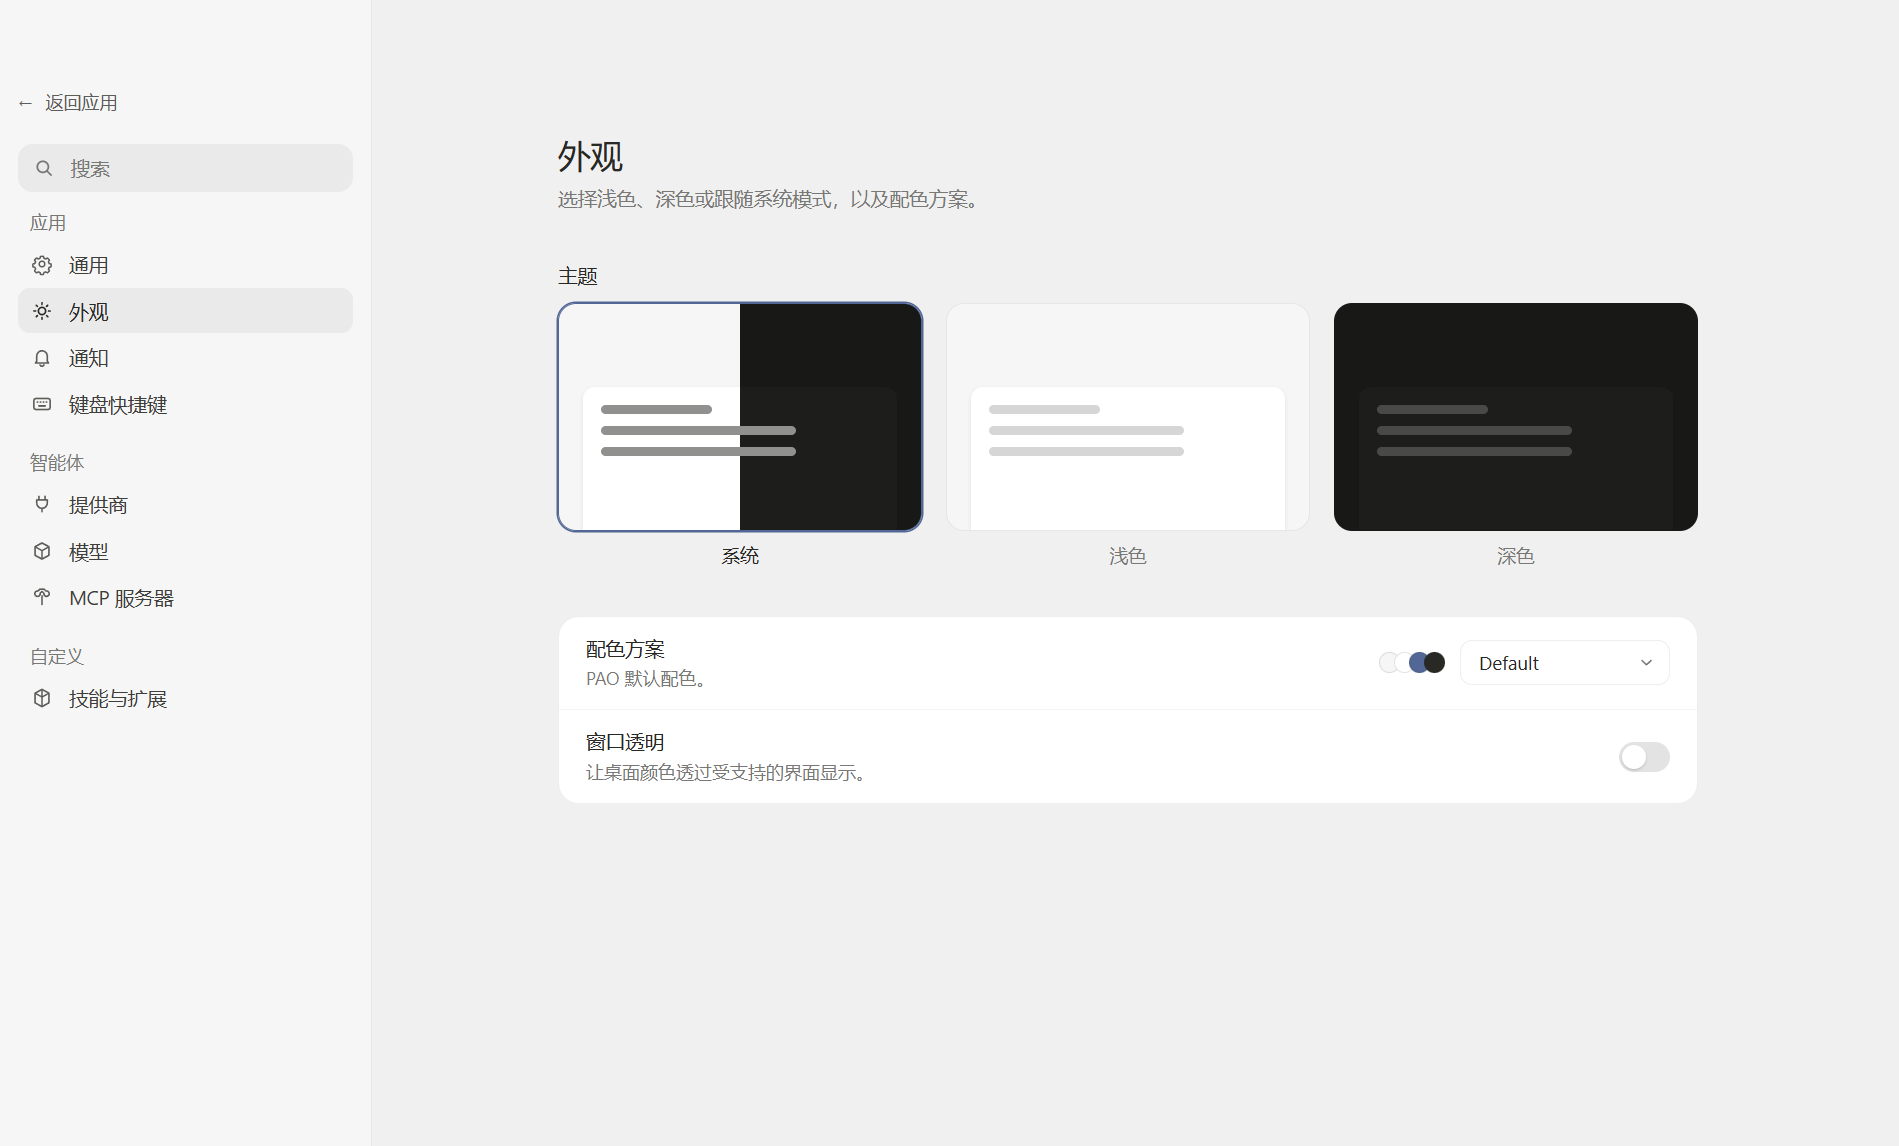 ← 返回应用
搜索
应用
通用
外观
通知
键盘快捷键
智能体
提供商
模型
MCP 服务器
自定义
技能与扩展
外观
选择浅色、深色或跟随系统模式，以及配色方案。
主题
系统
浅色
深色
配色方案
PAO 默认配色。
Default
窗口透明
让桌面颜色透过受支持的界面显示。